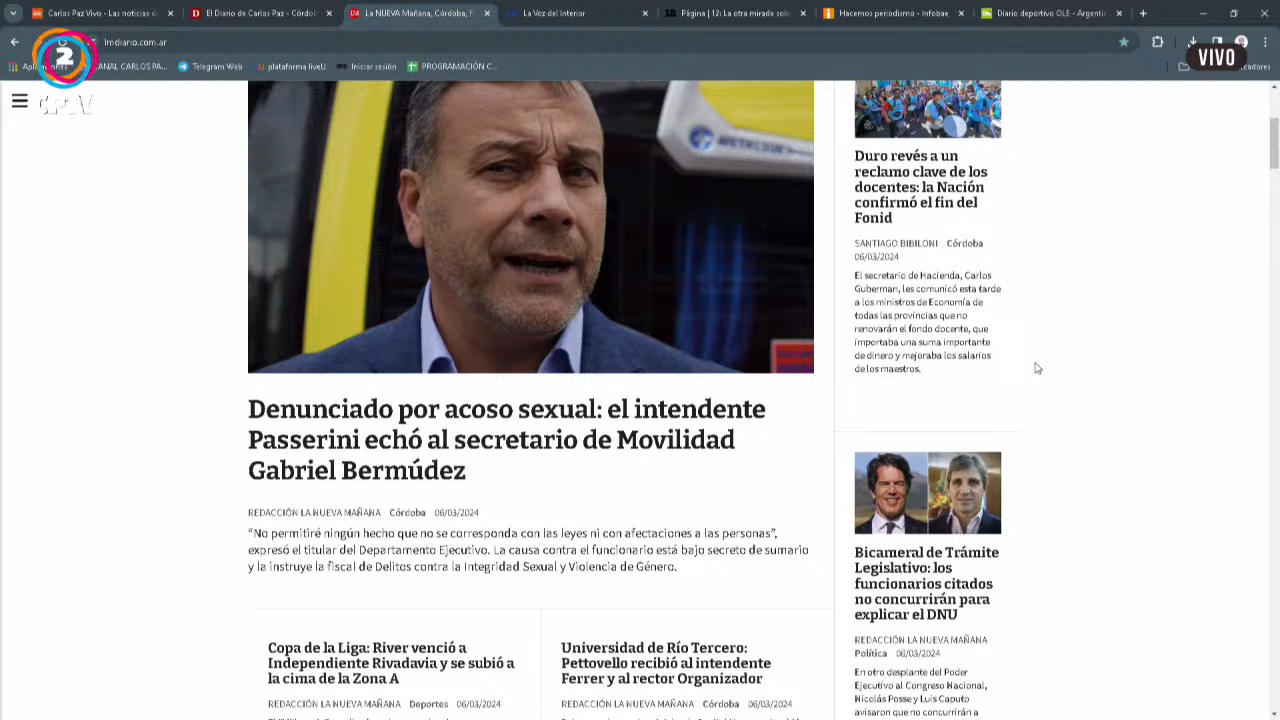 Carlos Paz Vivo - Las noticias d
El Diario de Carlos Paz - Córdol
La NUEVA Mañana, Córdoba, F
La Voz del Interior
Página | 12: La otra mirada sob
Hacemos periodismo - Infobae
Diario deportivo OLE - Argenti
lmdiario.com.ar
ANAL CARLOS PA...
Telegram Web
plataforma liveU
Iniciar sesión
PROGRAMACIÓN C...
2
VIVO
CPTV
Denunciado por acoso sexual: el intendente
Passerini echó al secretario de Movilidad
Gabriel Bermúdez
REDACCIÓN LA NUEVA MAÑANA Córdoba 06/03/2024
“No permitiré ningún hecho que no se corresponda con las leyes ni con afectaciones a las personas”,
expresó el titular del Departamento Ejecutivo. La causa contra el funcionario está bajo secreto de sumario
y la instruye la fiscal de Delitos contra la Integridad Sexual y Violencia de Género.
Copa de la Liga: River venció a
Independiente Rivadavia y se subió a
la cima de la Zona A
REDACCIÓN LA NUEVA MAÑANA Deportes 06/03/2024
Universidad de Río Tercero:
Pettovello recibió al intendente
Ferrer y al rector Organizador
REDACCIÓN LA NUEVA MAÑANA Córdoba 06/03/2024
Duro revés a un
reclamo clave de los
docentes: la Nación
confirmó el fin del
Fonid
SANTIAGO BIBILONI Córdoba
06/03/2024
El secretario de Hacienda, Carlos
Guberman, les comunicó esta tarde
a los ministros de Economía de
todas las provincias que no
renovarán el fondo docente, que
importaba una suma importante
de dinero y mejoraba los salarios
de los maestros.
Bicameral de Trámite
Legislativo: los
funcionarios citados
no concurrirán para
explicar el DNU
REDACCIÓN LA NUEVA MAÑANA
Política 06/03/2024
En otro desplante del Poder
Ejecutivo al Congreso Nacional,
Nicolás Posse y Luis Caputo
avisaron que no concurrirán a